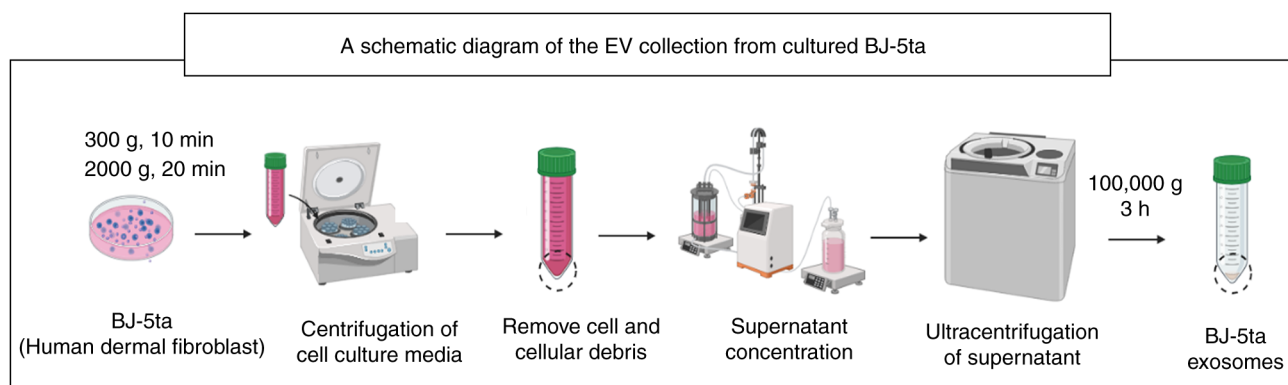 A schematic diagram of the EV collection from cultured BJ-5ta
300 g, 10 min
2000 g, 20 min
100,000 g
3 h
BJ-5ta
(Human dermal fibroblast)
Centrifugation of
cell culture media
Remove cell and
cellular debris
Supernatant
concentration
Ultracentrifugation
of supernatant
BJ-5ta
exosomes